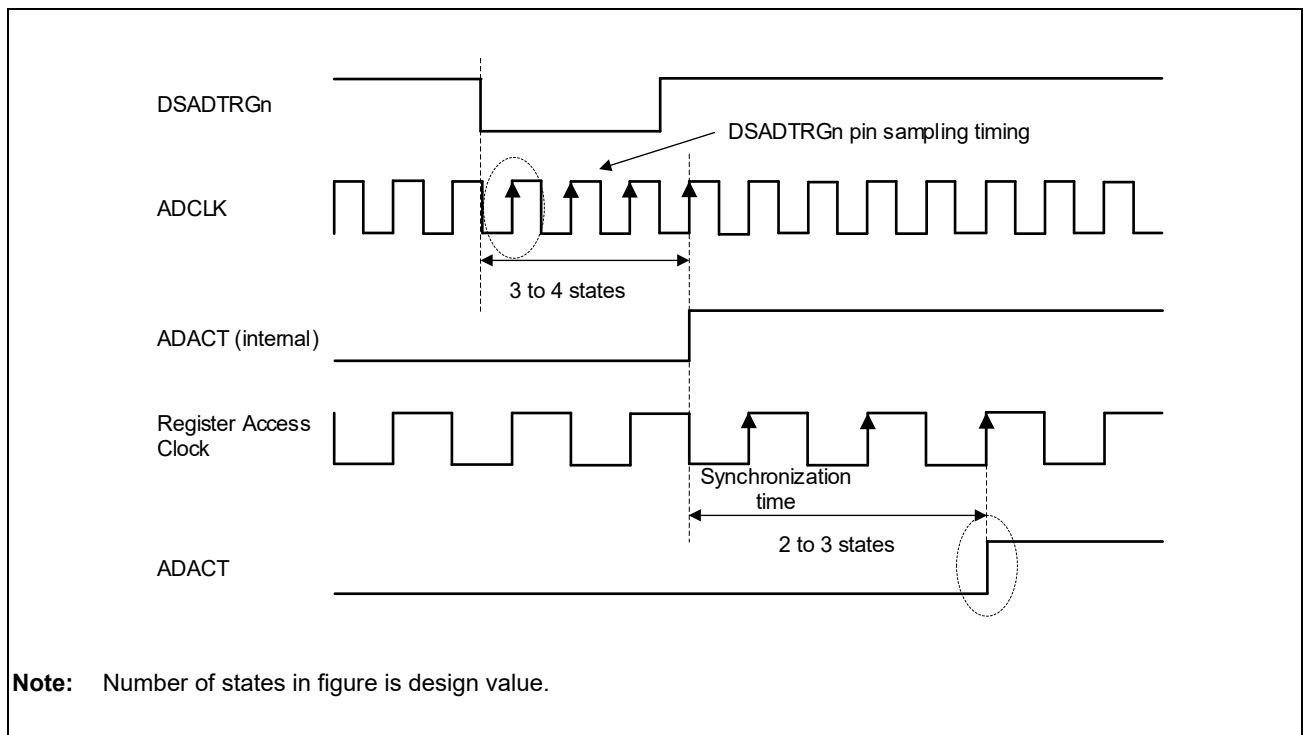 DSADTRGn
DSADTRGn pin sampling timing
ADCLK
3 to 4 states
ADACT (internal)
Register Access
Clock
Synchronization
time
2 to 3 states
ADACT
Note: Number of states in figure is design value.